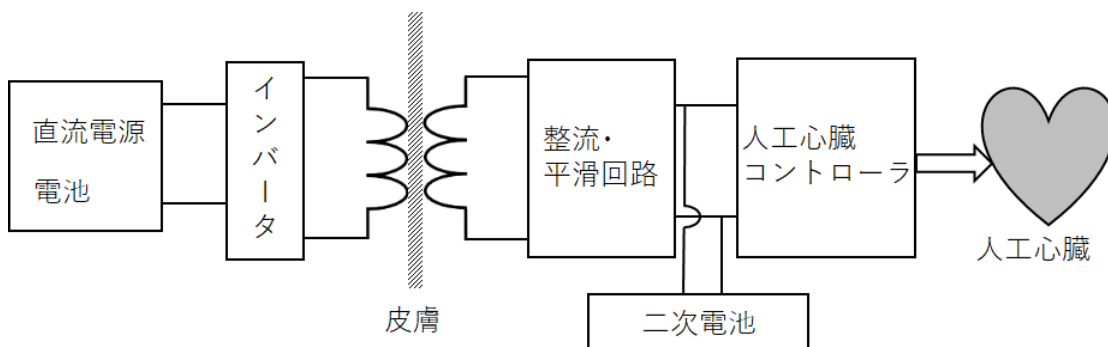 直流電源
電池
インバータ
皮膚
整流・
平滑回路
二次電池
人工心臓
コントローラ
人工心臓